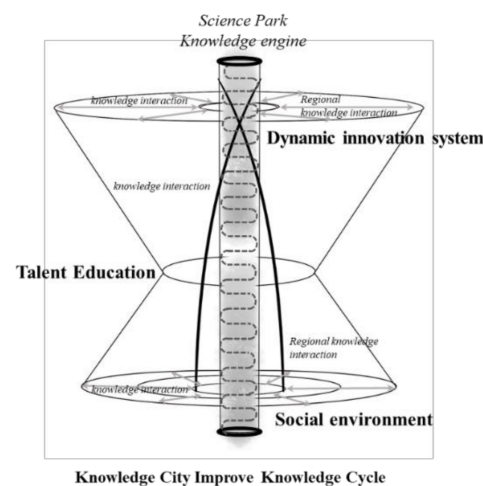 Science Park
Knowledge engine
knowledge interaction
Regional
knowledge interaction
Dynamic innovation system
knowledge interaction
Talent Education
Regional knowledge
interaction
knowledge interaction
Social environment
Knowledge City Improve Knowledge Cycle